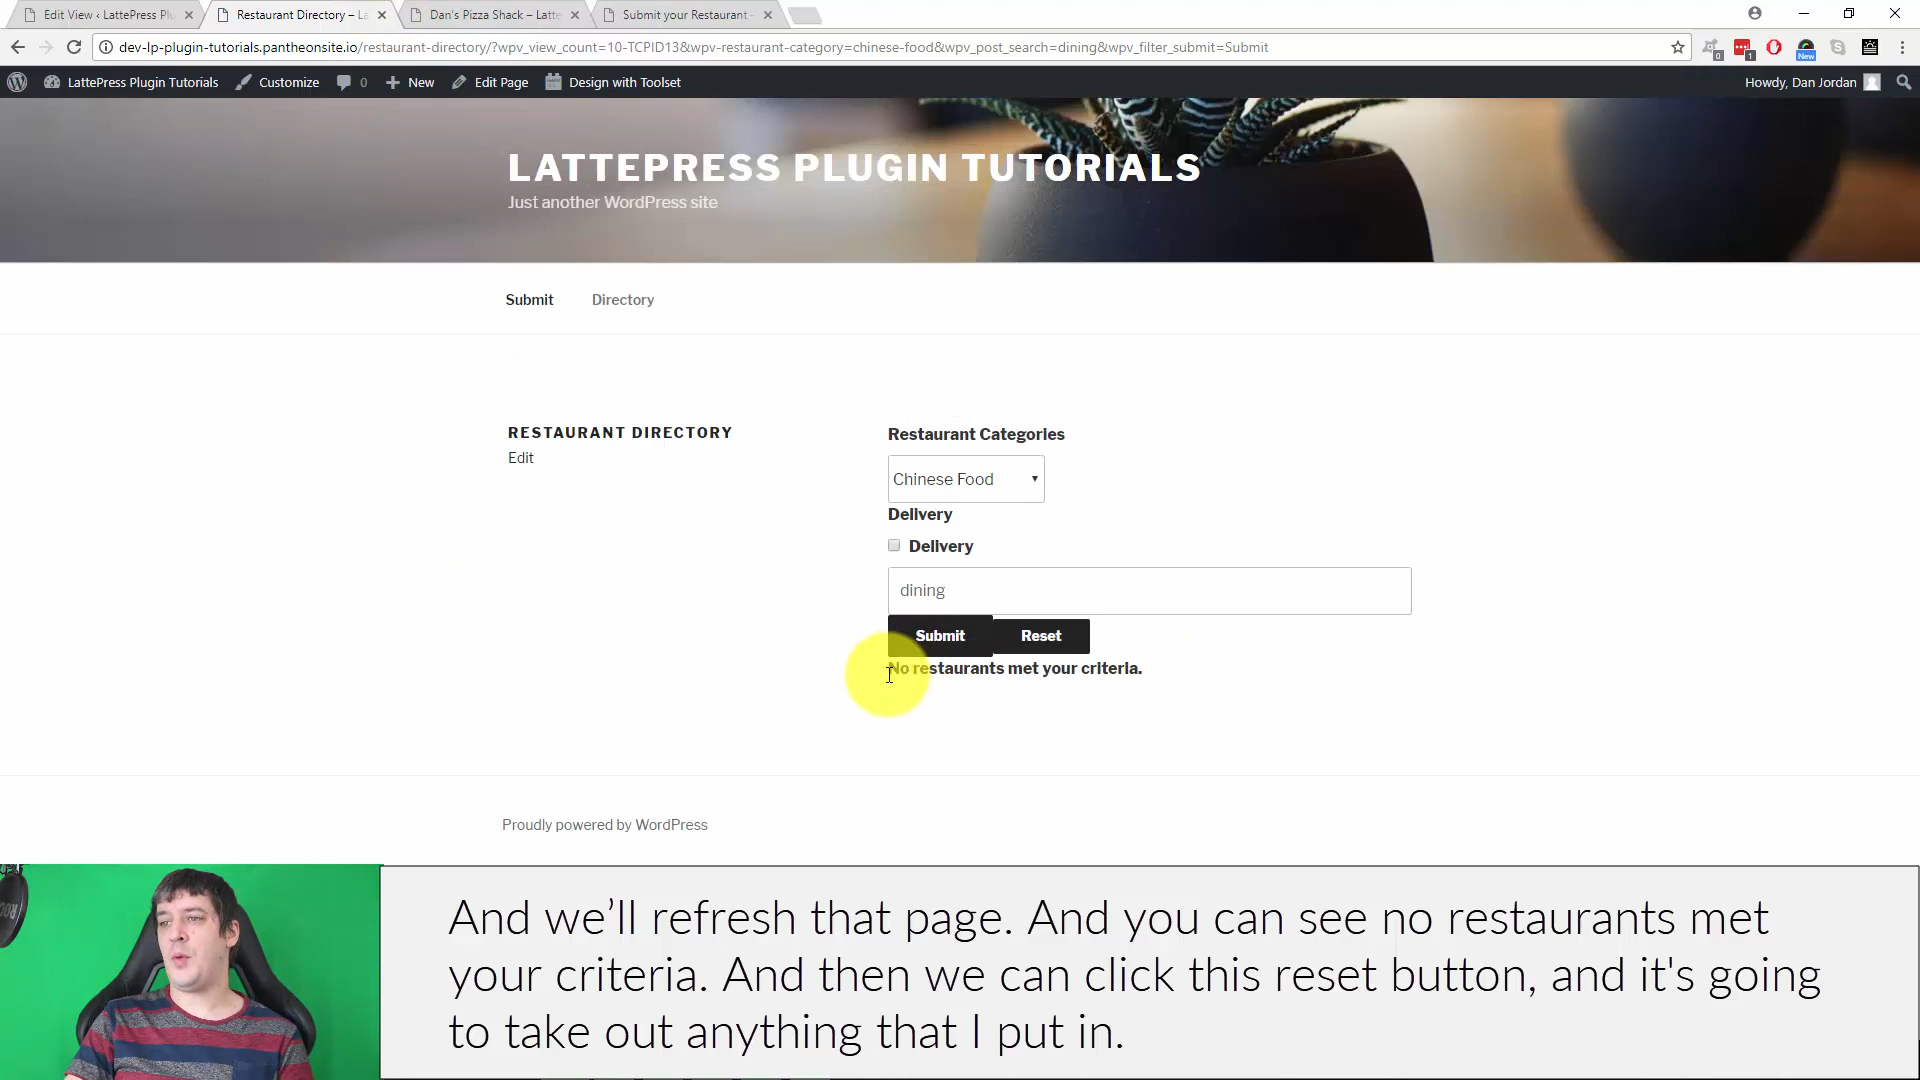 Edit View ‹ LattePress Plu
Restaurant Directory – La
Dan's Pizza Shack – Latte
Submit your Restaurant –
dev-lp-plugin-tutorials.pantheonsite.io/restaurant-directory/?wpv_view_count=10-TCPID13&wpv-restaurant-category=chinese-food&wpv_post_search=dining&wpv_filter_submit=Submit
0
1
New
LattePress Plugin Tutorials
Customize
0
New
Edit Page
Design with Toolset
Howdy, Dan Jordan
LATTEPRESS PLUGIN TUTORIALS
Just another WordPress site
Submit
Directory
RESTAURANT DIRECTORY
Edit
Restaurant Categories
Chinese Food
Delivery
Delivery
dining
Submit
Reset
No restaurants met your criteria.
Proudly powered by WordPress
And we’ll refresh that page. And you can see no restaurants met
your criteria. And then we can click this reset button, and it's going
to take out anything that I put in.